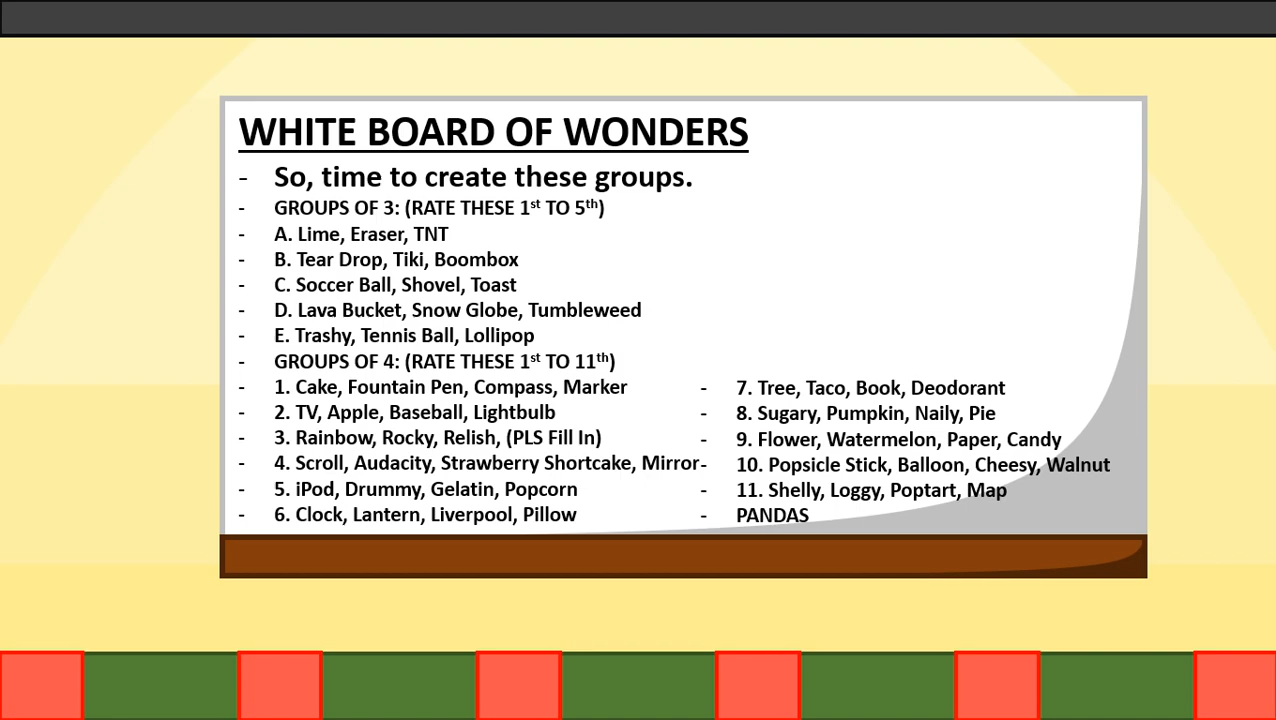 WHITE BOARD OF WONDERS
- So, time to create these groups.
- GROUPS OF 3: (RATE THESE 1st TO 5th)
- A. Lime, Eraser, TNT
- B. Tear Drop, Tiki, Boombox
- C. Soccer Ball, Shovel, Toast
- D. Lava Bucket, Snow Globe, Tumbleweed
- E. Trashy, Tennis Ball, Lollipop
- GROUPS OF 4: (RATE THESE 1st TO 11th)
- 1. Cake, Fountain Pen, Compass, Marker
- 2. TV, Apple, Baseball, Lightbulb
- 3. Rainbow, Rocky, Relish, (PLS Fill In)
- 4. Scroll, Audacity, Strawberry Shortcake, Mirror
- 5. iPod, Drummy, Gelatin, Popcorn
- 6. Clock, Lantern, Liverpool, Pillow
- 7. Tree, Taco, Book, Deodorant
- 8. Sugary, Pumpkin, Naily, Pie
- 9. Flower, Watermelon, Paper, Candy
- 10. Popsicle Stick, Balloon, Cheesy, Walnut
- 11. Shelly, Loggy, Poptart, Map
- PANDAS